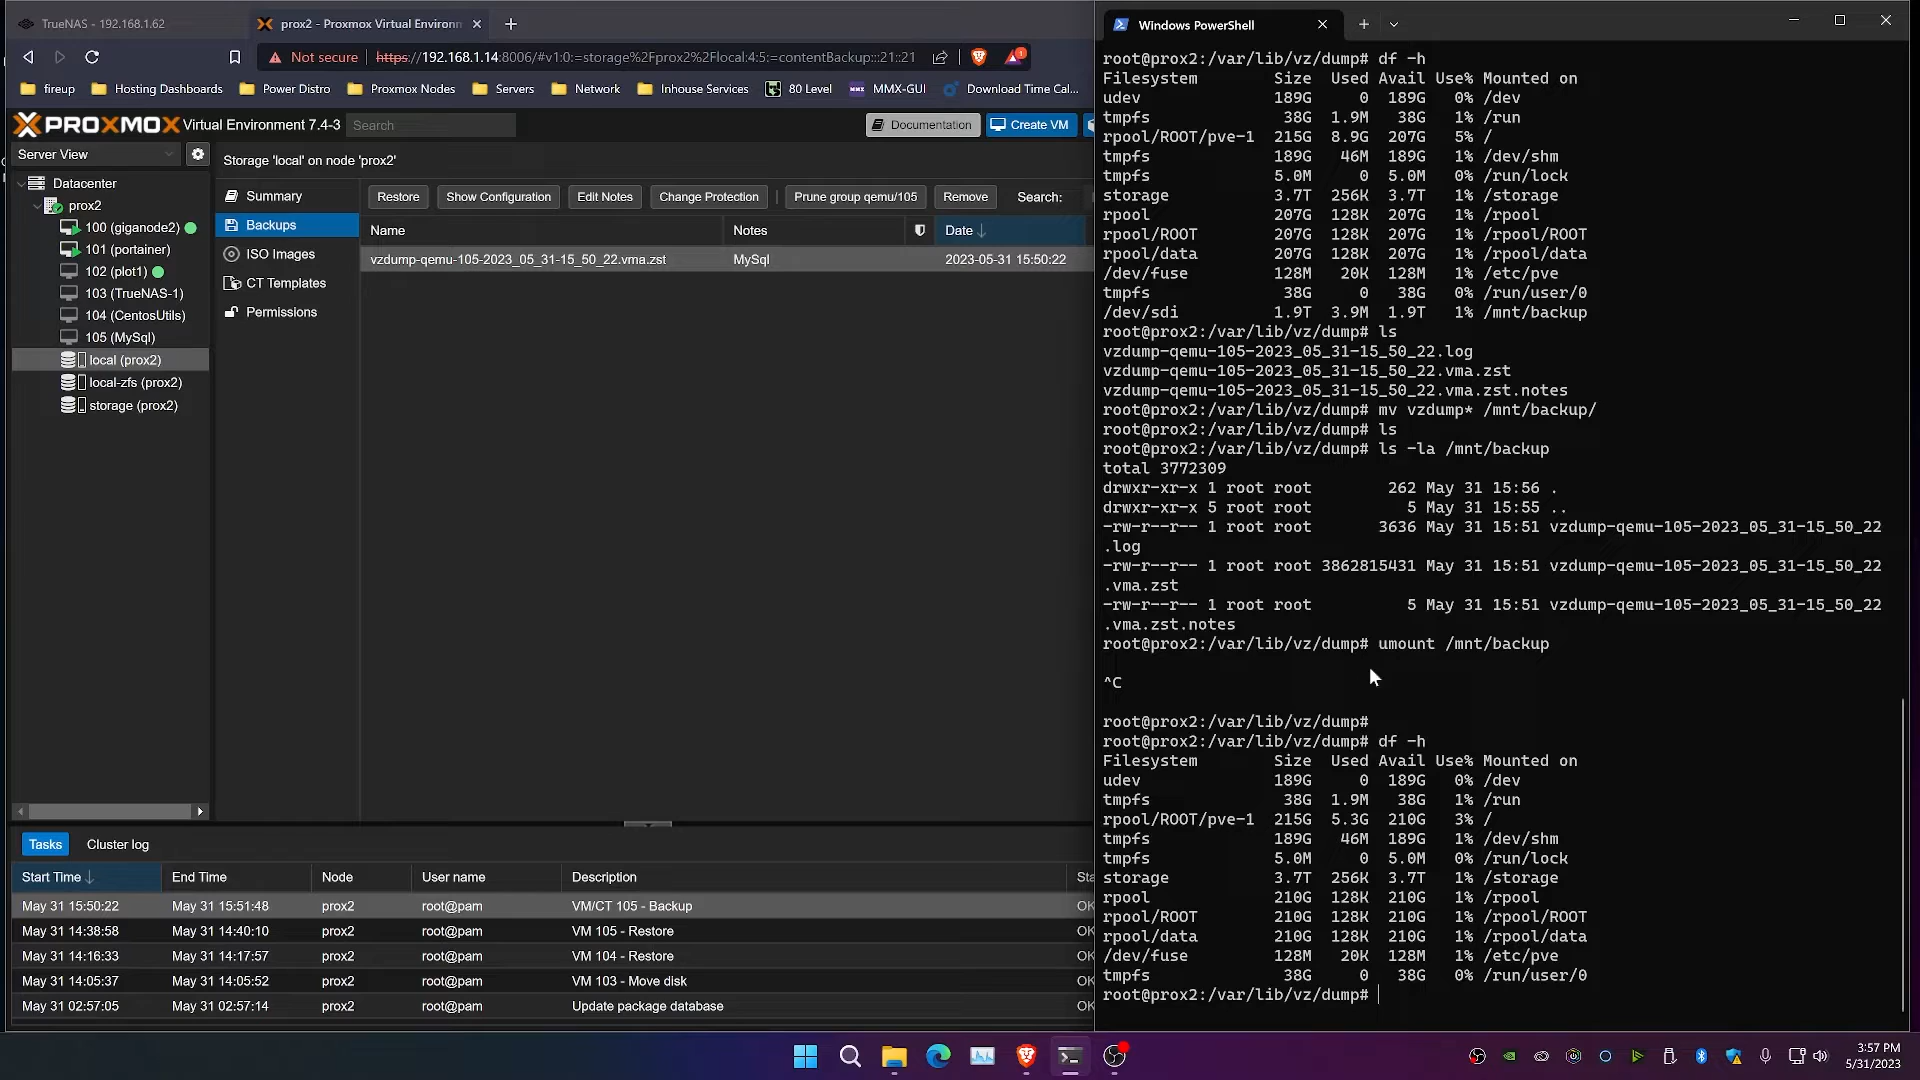 TrueNAS - 192.168.1.62
prox2 - Proxmox Virtual Environm
Not secure
https://192.168.1.14:8006/#v1:0:=storage%2Fprox2%2Flocal:4:5:=contentBackup:::21::21
fireup
Hosting Dashboards
Power Distro
Proxmox Nodes
Servers
Network
Inhouse Services
80 Level
MMX-GUI
Download Time Cal...
PROXMOX Virtual Environment 7.4-3
Search
Documentation
Create VM
Server View
Datacenter
prox2
100 (giganode2)
101 (portainer)
102 (plot1)
103 (TrueNAS-1)
104 (CentosUtils)
105 (MySql)
local (prox2)
local-zfs (prox2)
storage (prox2)
Storage 'local' on node 'prox2'
Summary
Backups
ISO Images
CT Templates
Permissions
Restore
Show Configuration
Edit Notes
Change Protection
Prune group qemu/105
Remove
Search:
Name Notes Date
vzdump-qemu-105-2023_05_31-15_50_22.vma.zst MySql 2023-05-31 15:50:22
Tasks
Cluster log
Start Time End Time Node User name Description Sta
May 31 15:50:22 May 31 15:51:48 prox2 root@pam VM/CT 105 - Backup OK
May 31 14:38:58 May 31 14:40:10 prox2 root@pam VM 105 - Restore OK
May 31 14:16:33 May 31 14:17:57 prox2 root@pam VM 104 - Restore OK
May 31 14:05:37 May 31 14:05:52 prox2 root@pam VM 103 - Move disk OK
May 31 02:57:05 May 31 02:57:14 prox2 root@pam Update package database OK
Windows PowerShell
root@prox2:/var/lib/vz/dump# df -h
Filesystem Size Used Avail Use% Mounted on
udev 189G 0 189G 0% /dev
tmpfs 38G 1.9M 38G 1% /run
rpool/ROOT/pve-1 215G 8.9G 207G 5% /
tmpfs 189G 46M 189G 1% /dev/shm
tmpfs 5.0M 0 5.0M 0% /run/lock
storage 3.7T 256K 3.7T 1% /storage
rpool 207G 128K 207G 1% /rpool
rpool/ROOT 207G 128K 207G 1% /rpool/ROOT
rpool/data 207G 128K 207G 1% /rpool/data
/dev/fuse 128M 20K 128M 1% /etc/pve
tmpfs 38G 0 38G 0% /run/user/0
/dev/sdi 1.9T 3.9M 1.9T 1% /mnt/backup
root@prox2:/var/lib/vz/dump# ls
vzdump-qemu-105-2023_05_31-15_50_22.log
vzdump-qemu-105-2023_05_31-15_50_22.vma.zst
vzdump-qemu-105-2023_05_31-15_50_22.vma.zst.notes
root@prox2:/var/lib/vz/dump# mv vzdump* /mnt/backup/
root@prox2:/var/lib/vz/dump# ls
root@prox2:/var/lib/vz/dump# ls -la /mnt/backup
total 3772309
drwxr-xr-x 1 root root 262 May 31 15:56 .
drwxr-xr-x 5 root root 5 May 31 15:55 ..
-rw-r--r-- 1 root root 3636 May 31 15:51 vzdump-qemu-105-2023_05_31-15_50_22
.log
-rw-r--r-- 1 root root 3862815431 May 31 15:51 vzdump-qemu-105-2023_05_31-15_50_22
.vma.zst
-rw-r--r-- 1 root root 5 May 31 15:51 vzdump-qemu-105-2023_05_31-15_50_22
.vma.zst.notes
root@prox2:/var/lib/vz/dump# umount /mnt/backup
^C
root@prox2:/var/lib/vz/dump#
root@prox2:/var/lib/vz/dump# df -h
Filesystem Size Used Avail Use% Mounted on
udev 189G 0 189G 0% /dev
tmpfs 38G 1.9M 38G 1% /run
rpool/ROOT/pve-1 215G 5.3G 210G 3% /
tmpfs 189G 46M 189G 1% /dev/shm
tmpfs 5.0M 0 5.0M 0% /run/lock
storage 3.7T 256K 3.7T 1% /storage
rpool 210G 128K 210G 1% /rpool
rpool/ROOT 210G 128K 210G 1% /rpool/ROOT
rpool/data 210G 128K 210G 1% /rpool/data
/dev/fuse 128M 20K 128M 1% /etc/pve
tmpfs 38G 0 38G 0% /run/user/0
root@prox2:/var/lib/vz/dump#
3:57 PM
5/31/2023